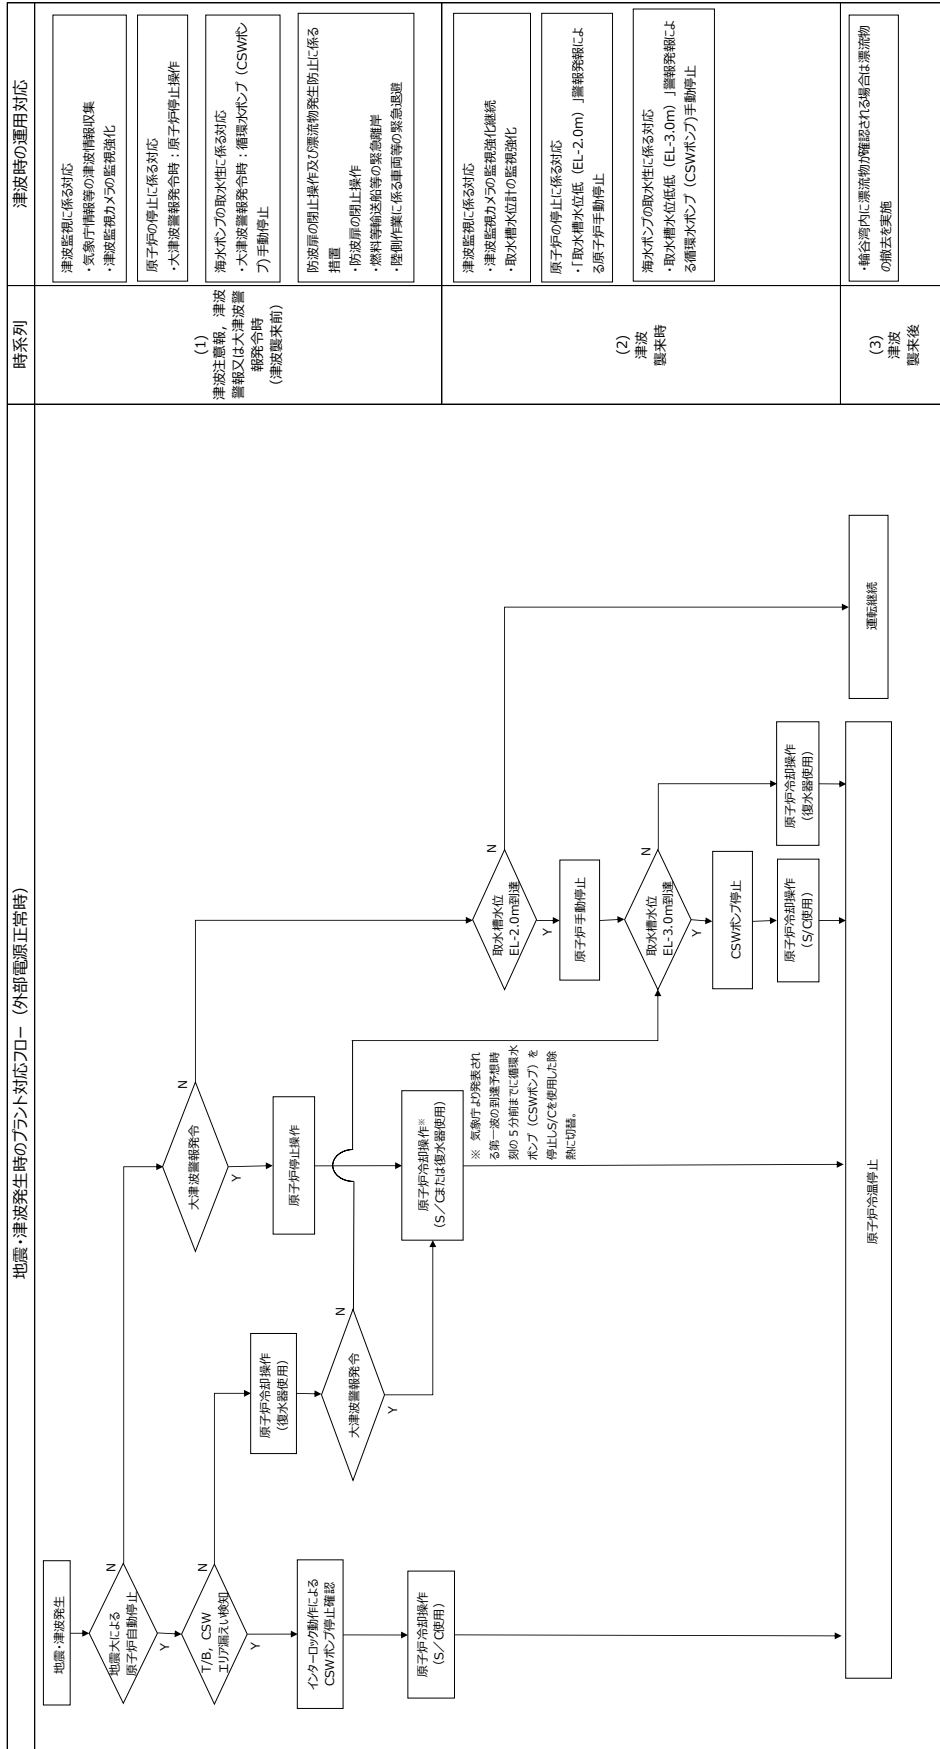 地震・津波発生時のプラント対応フロー（外部電源正常時）
時系列
津波時の運用対応
地震・津波発生
地震大による
原子炉自動停止
N
Y
T/B, CSW
エリア漏えい検知
N
Y
インターロック動作による
CSWポンプ停止確認
原子炉冷却操作
（S／C使用）
原子炉冷却操作
（復水器使用）
大津波警報発令
N
Y
大津波警報発令
N
Y
原子炉停止操作
原子炉冷却操作※
（S／Cまたは復水器使用）
※ 気象庁より発表され
る第一波の到達予想時
刻の５分前までに循環水
ポンプ（CSWポンプ）を
停止しS/Cを使用した除
熱に切替。
取水槽水位
EL-2.0m到達
N
Y
原子炉手動停止
取水槽水位
EL-3.0m到達
N
Y
CSWポンプ停止
原子炉冷却操作
（S/C使用）
原子炉冷却操作
（復水器使用）
原子炉冷温停止
運転継続
(1)
津波注意報，津波
警報又は大津波警
報発令時
（津波襲来前）
津波監視に係る対応
・気象庁情報等の津波情報収集
・津波監視カメラの監視強化
原子炉の停止に係る対応
・大津波警報発令時：原子炉停止操作
海水ポンプの取水性に係る対応
・大津波警報発令時：循環水ポンプ（CSWポン
プ）手動停止
防波扉の閉止操作及び漂流物発生防止に係る
措置
・防波扉の閉止操作
・燃料等輸送船等の緊急離岸
・陸側作業に係る車両等の緊急退避
(2)
津波
襲来時
津波監視に係る対応
・津波監視カメラの監視強化継続
・取水槽水位計の監視強化
原子炉の停止に係る対応
・「取水槽水位低（EL-2.0m）」警報発報によ
る原子炉手動停止
海水ポンプの取水性に係る対応
・取水槽水位低低（EL-3.0m）」警報発報によ
る循環水ポンプ（CSWポンプ)手動停止
(3)
津波
襲来後
・輪谷湾内に漂流物が確認される場合は漂流物
の撤去を実施